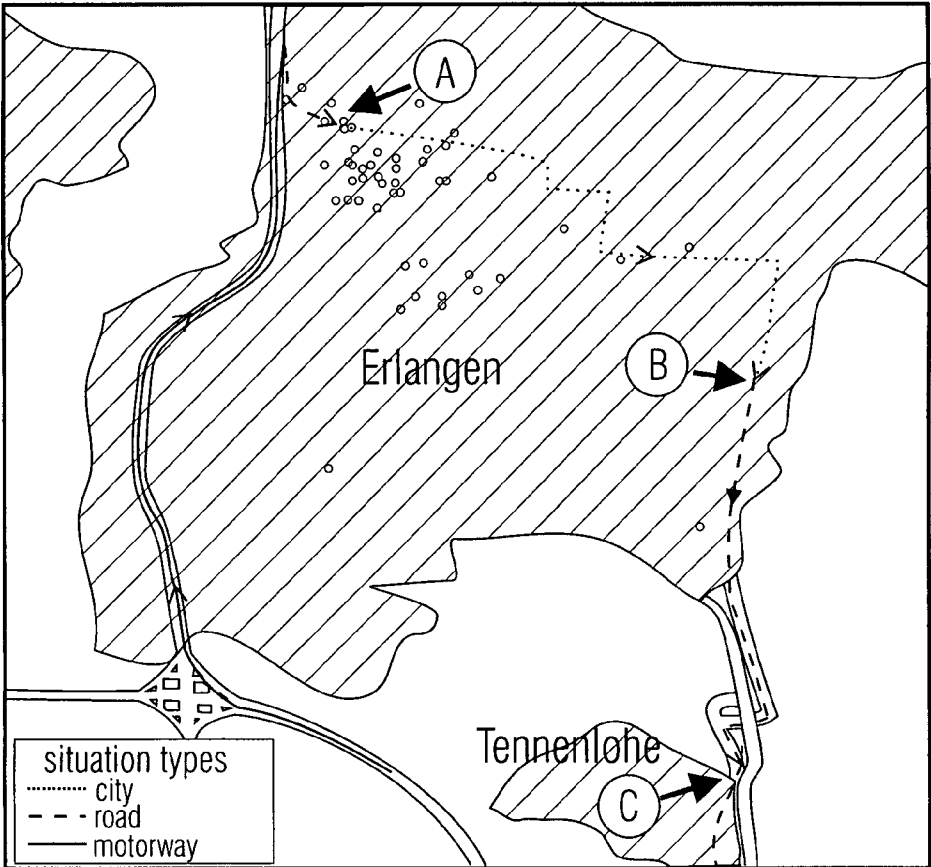 A
Erlangen
B
Tennenlohe
C
situation types
city
road
motorway